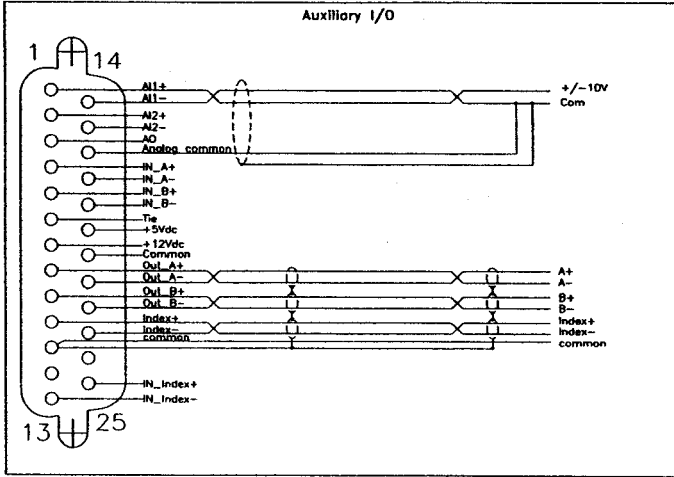 Auxiliary I/O
1
14
AI1+
AI1-
AI2+
AI2-
AO
Analog common
IN_A+
IN_A-
IN_B+
IN_B-
Tie
+5Vdc
+12Vdc
Common
Out_A+
Out_A-
Out_B+
Out_B-
Index+
Index-
common
IN_Index+
IN_Index-
13
25
+/-10V
Com
A+
A-
B+
B-
Index+
Index-
common